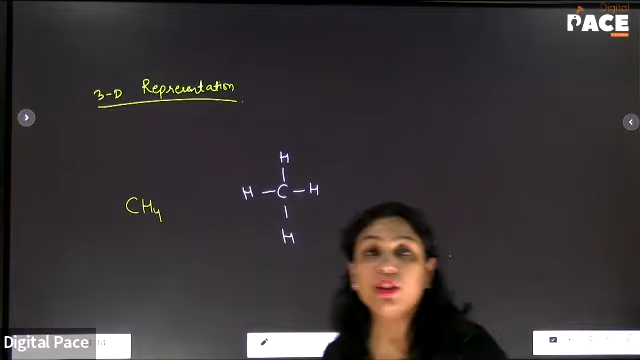 Digital
PACE
3-D Representation
H
H - C - H
CH4
H
Digital Pace